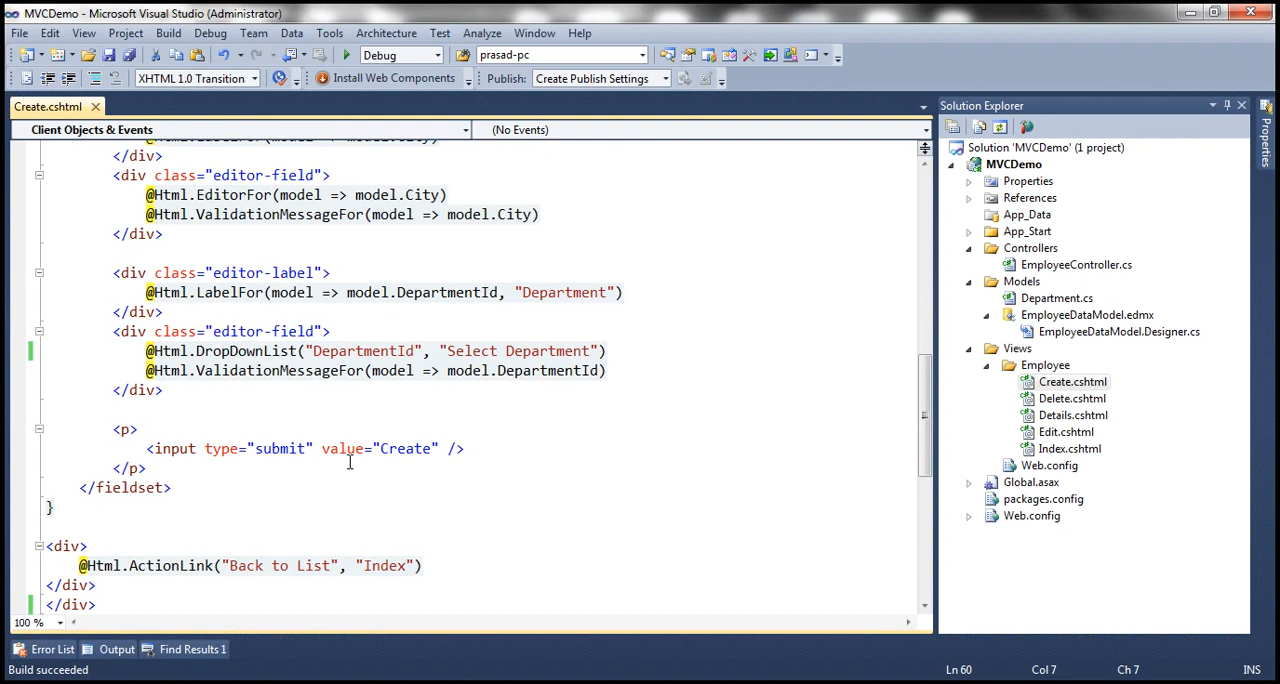 MVCDemo - Microsoft Visual Studio (Administrator)
File Edit View Project Build Debug Team Data Tools Architecture Test Analyze Window Help
Debug prasad-pc
XHTML 1.0 Transition Install Web Components Publish: Create Publish Settings
Create.cshtml
Client Objects & Events (No Events)
</div>
<div class="editor-field">
@Html.EditorFor(model => model.City)
@Html.ValidationMessageFor(model => model.City)
</div>
<div class="editor-label">
@Html.LabelFor(model => model.DepartmentId, "Department")
</div>
<div class="editor-field">
@Html.DropDownList("DepartmentId", "Select Department")
@Html.ValidationMessageFor(model => model.DepartmentId)
</div>
<p>
<input type="submit" value="Create" />
</p>
</fieldset>
}
<div>
@Html.ActionLink("Back to List", "Index")
</div>
</div>
100 %
Error List Output Find Results 1
Build succeeded Ln 60 Col 7 Ch 7 INS
Solution Explorer
Solution 'MVCDemo' (1 project)
MVCDemo
Properties
References
App_Data
App_Start
Controllers
EmployeeController.cs
Models
Department.cs
EmployeeDataModel.edmx
EmployeeDataModel.Designer.cs
Views
Employee
Create.cshtml
Delete.cshtml
Details.cshtml
Edit.cshtml
Index.cshtml
Web.config
Global.asax
packages.config
Web.config
Properties